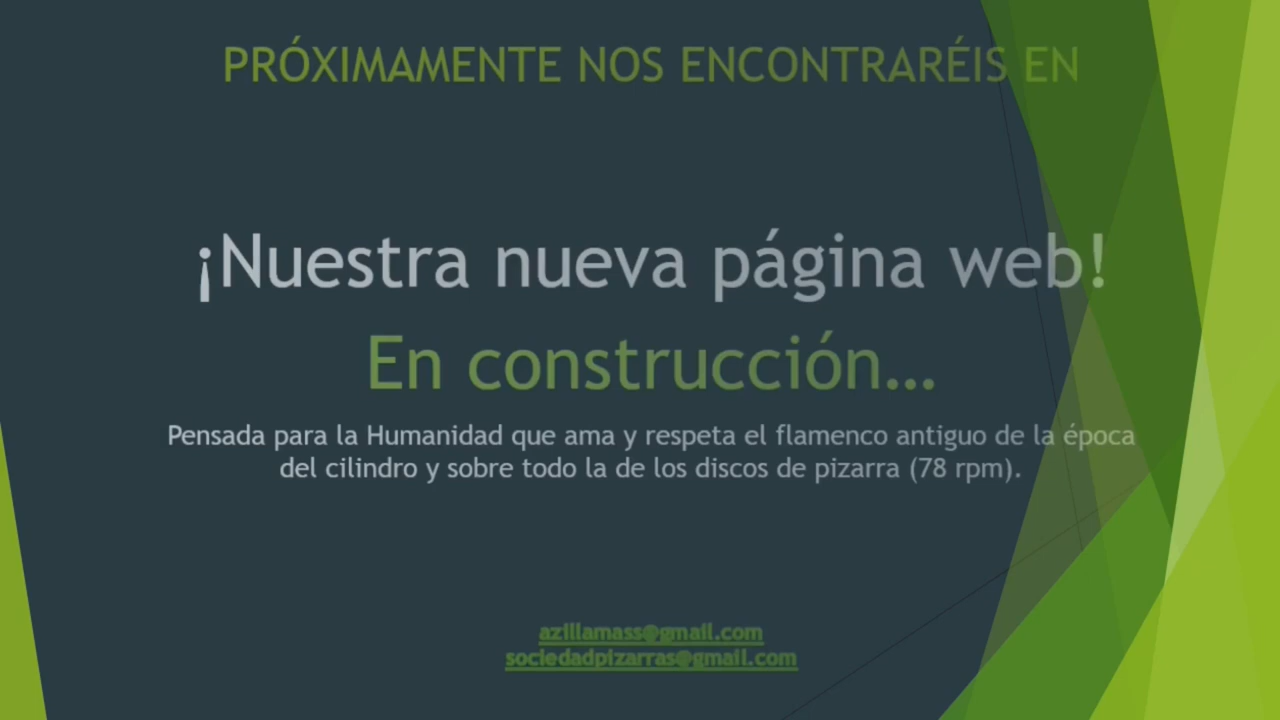 PRÓXIMAMENTE NOS ENCONTRARÉIS EN
¡Nuestra nueva página web!
En construcción…
Pensada para la Humanidad que ama y respeta el flamenco antiguo de la época
del cilindro y sobre todo la de los discos de pizarra (78 rpm).
azillamass@gmail.com
sociedadpizarras@gmail.com